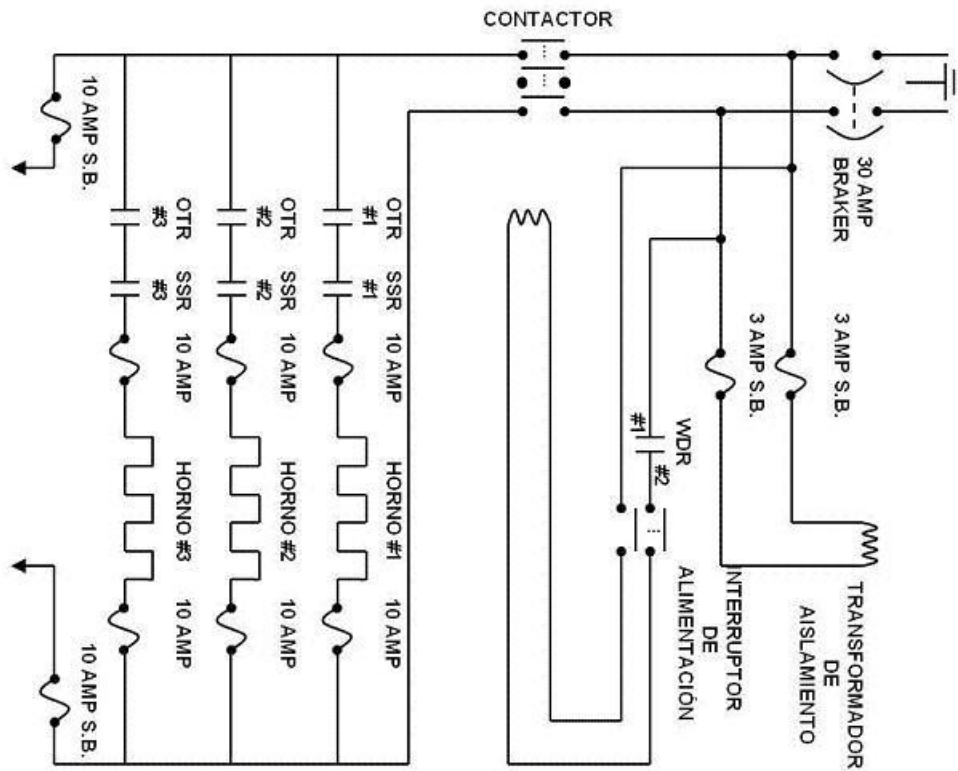 CONTACTOR
30 AMP
BRAKER
3 AMP S.B.
3 AMP S.B.
TRANSFORMADOR
DE
AISLAMIENTO
INTERRUPTOR
DE
ALIMENTACIÓN
WDR
#1
#2
OTR
#1
SSR
#1
10 AMP
HORNO #1
10 AMP
OTR
#2
SSR
#2
10 AMP
HORNO #2
10 AMP
OTR
#3
SSR
#3
10 AMP
HORNO #3
10 AMP
10 AMP S.B.
10 AMP S.B.